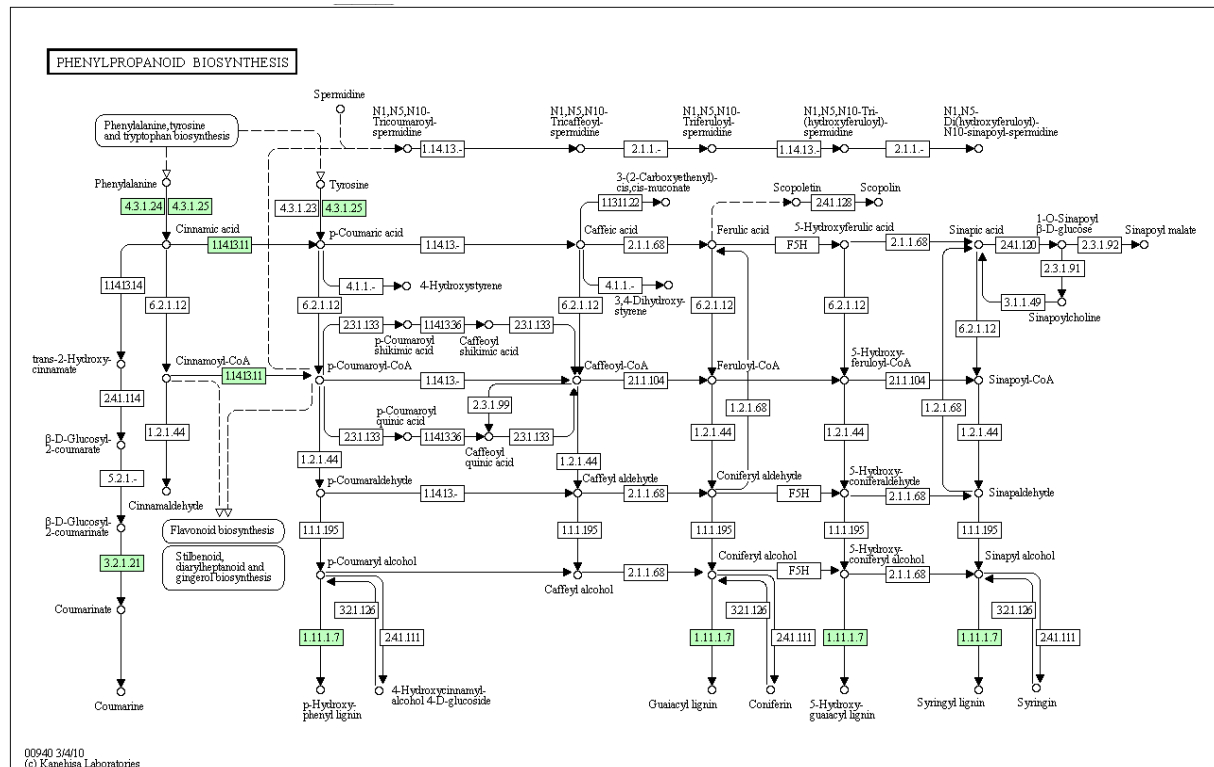 PHENYLPROPANOID BIOSYNTHESIS
Spermidine
Phenylalanine,tyrosine
and tryptophan biosynthesis
N1,N5,N10-
Tricoumaroyl-
spermidine
1.14.13.-
N1,N5,N10-
Tricaffeoyl-
spermidine
2.1.1.-
N1,N5,N10-
Triferuloyl-
spermidine
1.14.13.-
N1,N5,N10-Tri-
(hydroxyferuloyl)-
spermidine
2.1.1.-
N1,N5-
Di(hydroxyferuloyl)-
N10-sinapoyl-spermidine
Phenylalanine
Tyrosine
3-(2-Carboxyethenyl)-
cis,cis-muconate
Scopoletin
Scopolin
4.3.1.24
4.3.1.25
4.3.1.23
4.3.1.25
1.13.11.22
2.4.1.128
Cinnamic acid
1.14.13.11
p-Coumaric acid
1.14.13.-
Caffeic acid
2.1.1.68
Ferulic acid
F5H
5-Hydroxyferulic acid
2.1.1.68
Sinapic acid
2.4.1.120
1-O-Sinapoyl
β-D-glucose
2.3.1.92
Sinapoyl malate
2.3.1.91
3.1.1.49
Sinapoylcholine
1.14.13.14
4.1.1.-
4-Hydroxystyrene
4.1.1.-
3,4-Dihydroxy-
styrene
6.2.1.12
6.2.1.12
6.2.1.12
6.2.1.12
6.2.1.12
6.2.1.12
2.3.1.133
p-Coumaroyl
shikimic acid
1.14.13.36
Caffeoyl
shikimic acid
2.3.1.133
trans-2-Hydroxy-
cinnamate
Cinnamoyl-CoA
1.14.13.11
p-Coumaroyl-CoA
1.14.13.-
Caffeoyl-CoA
2.1.1.104
Feruloyl-CoA
5-Hydroxy-
feruloyl-CoA
2.1.1.104
Sinapoyl-CoA
2.4.1.114
2.3.1.99
1.2.1.68
1.2.1.68
p-Coumaroyl
quinic acid
2.3.1.133
1.14.13.36
Caffeoyl
quinic acid
2.3.1.133
1.2.1.44
1.2.1.44
1.2.1.44
1.2.1.44
1.2.1.44
1.2.1.44
β-D-Glucosyl-
2-coumarate
5.2.1.-
Cinnamaldehyde
p-Coumaraldehyde
1.14.13.-
Caffeyl aldehyde
2.1.1.68
Coniferyl aldehyde
F5H
5-Hydroxy-
coniferaldehyde
2.1.1.68
Sinapaldehyde
β-D-Glucosyl-
2-coumarinate
Flavonoid biosynthesis
1.1.1.195
1.1.1.195
1.1.1.195
1.1.1.195
1.1.1.195
3.2.1.21
Stilbenoid,
diarylheptanoid and
gingerol biosynthesis
p-Coumaryl alcohol
Caffeyl alcohol
2.1.1.68
Coniferyl alcohol
F5H
5-Hydroxy-
coniferyl alcohol
2.1.1.68
Sinapyl alcohol
Coumarinate
3.2.1.126
3.2.1.126
3.2.1.126
1.11.1.7
2.4.1.111
1.11.1.7
2.4.1.111
1.11.1.7
1.11.1.7
2.4.1.111
Coumarine
p-Hydroxy-
phenyl lignin
4-Hydroxycinnamyl-
alcohol 4-D-glucoside
Guaiacyl lignin
Coniferin
5-Hydroxy-
guaiacyl lignin
Syringyl lignin
Syringin
00940 3/4/10
(c) Kanehisa Laboratories